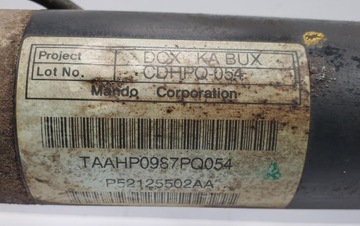 Project DCX KA BUX
Lot No. CDHPQ-054
Mando Corporation
TAAHP0987PQ054
P52125502AA